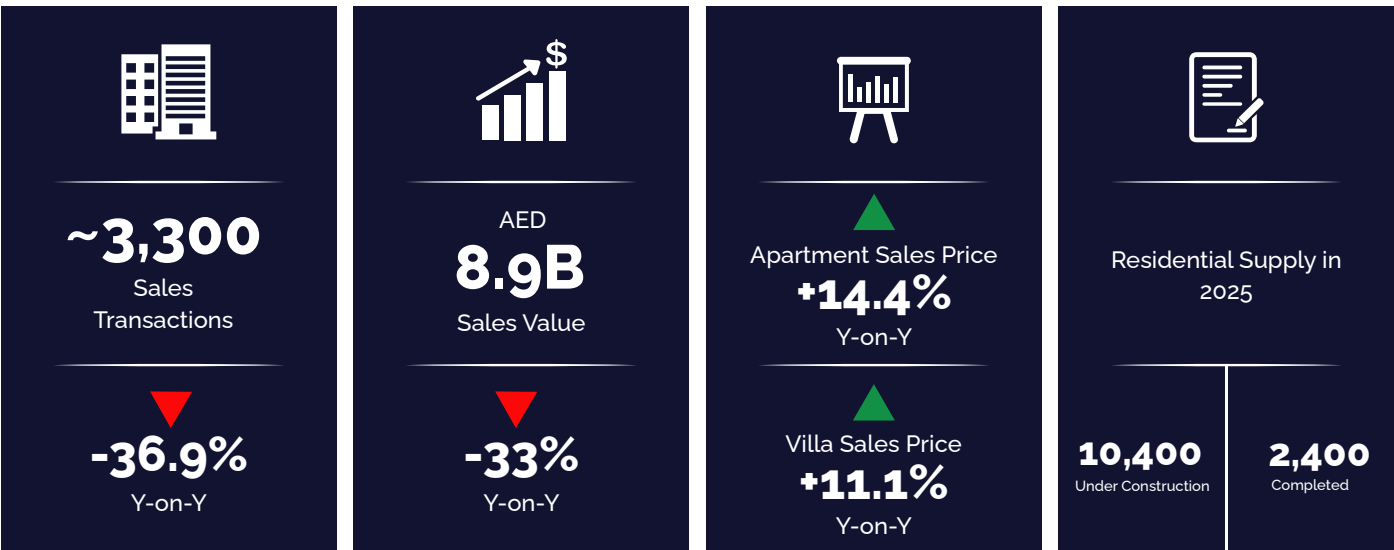 ~3,300
Sales
Transactions
-36.9%
Y-on-Y
$
AED
8.9B
Sales Value
-33%
Y-on-Y
Apartment Sales Price
+14.4%
Y-on-Y
Villa Sales Price
+11.1%
Y-on-Y
Residential Supply in
2025
10,400
Under Construction
2,400
Completed